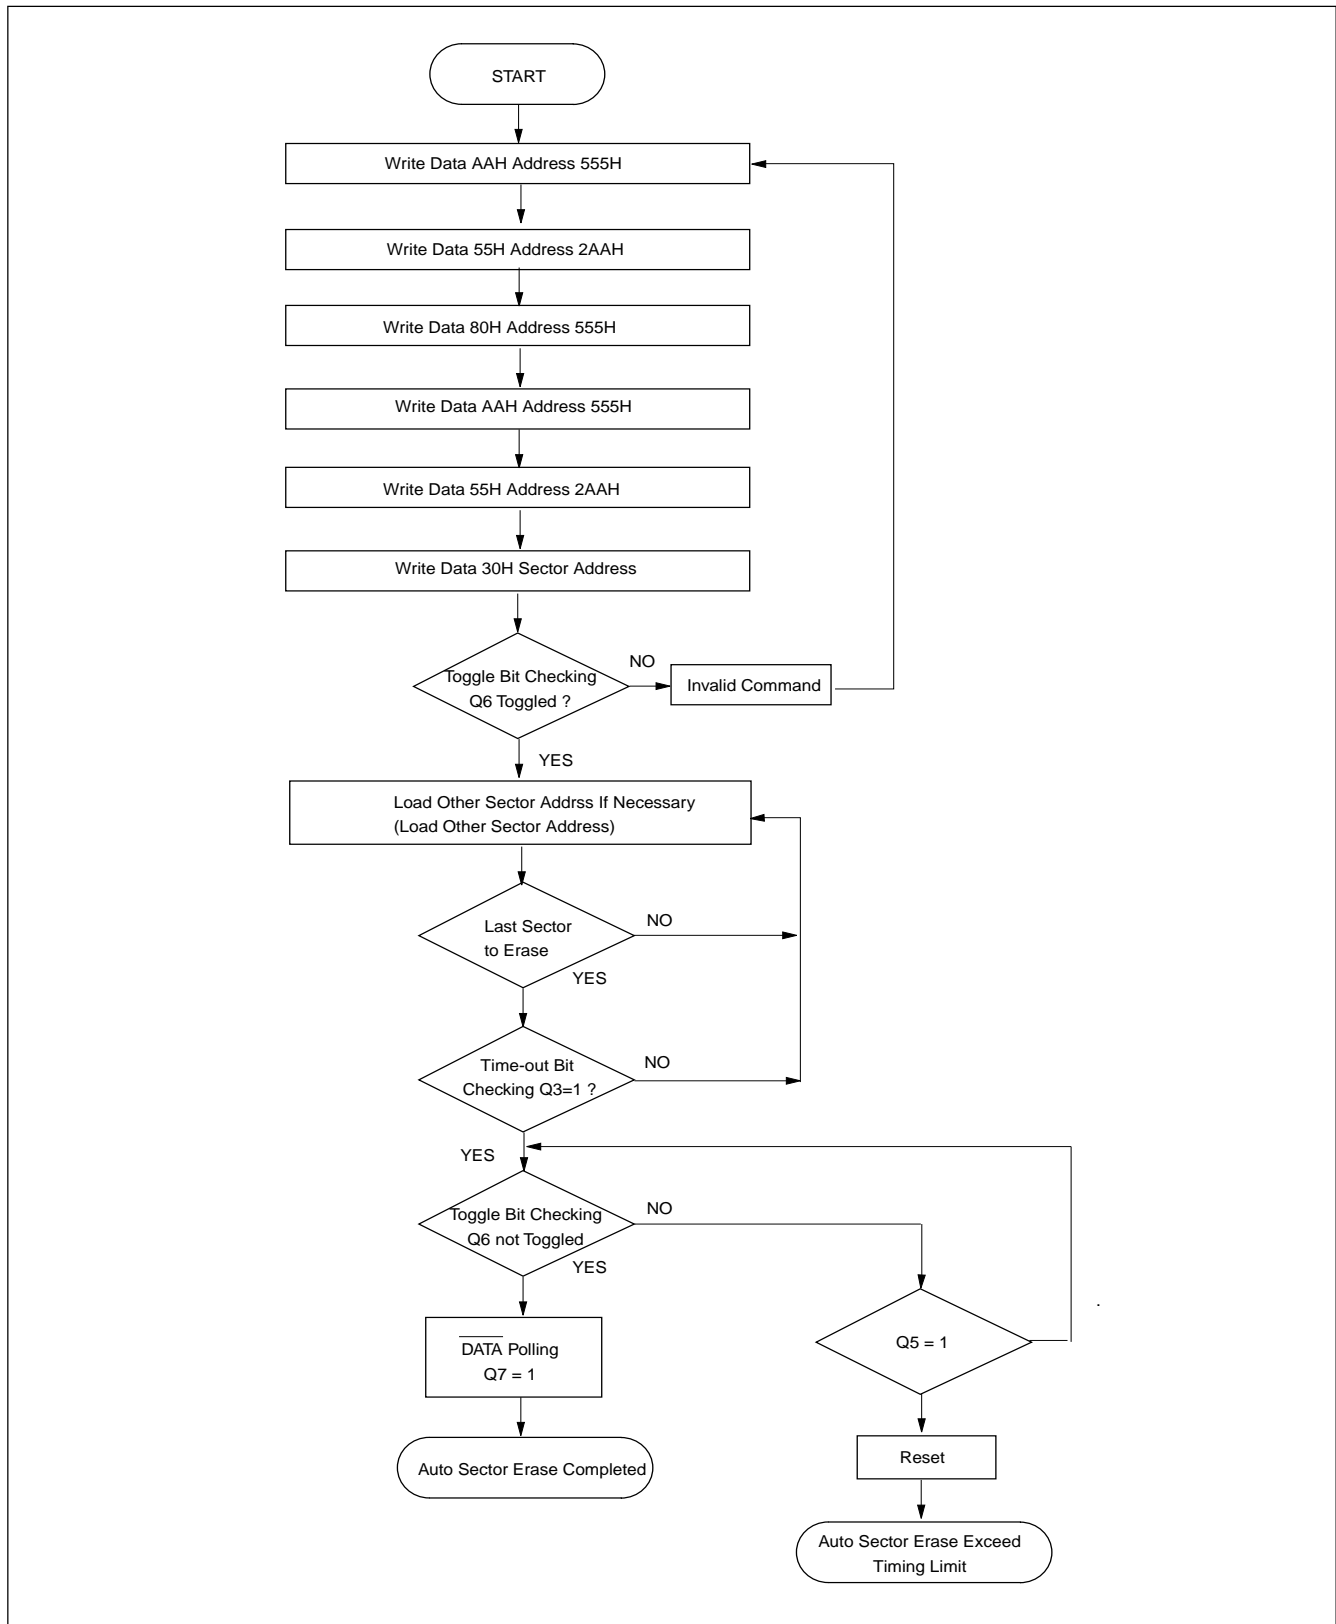 START
Write Data AAH Address 555H
Write Data 55H Address 2AAH
Write Data 80H Address 555H
Write Data AAH Address 555H
Write Data 55H Address 2AAH
Write Data 30H Sector Address
Toggle Bit Checking
Q6 Toggled ?
NO
Invalid Command
YES
Load Other Sector Addrss If Necessary
(Load Other Sector Address)
Last Sector
to Erase
NO
YES
Time-out Bit
Checking Q3=1 ?
NO
YES
Toggle Bit Checking
Q6 not Toggled
NO
YES
DATA Polling
Q7 = 1
Q5 = 1
Auto Sector Erase Completed
Reset
Auto Sector Erase Exceed
Timing Limit